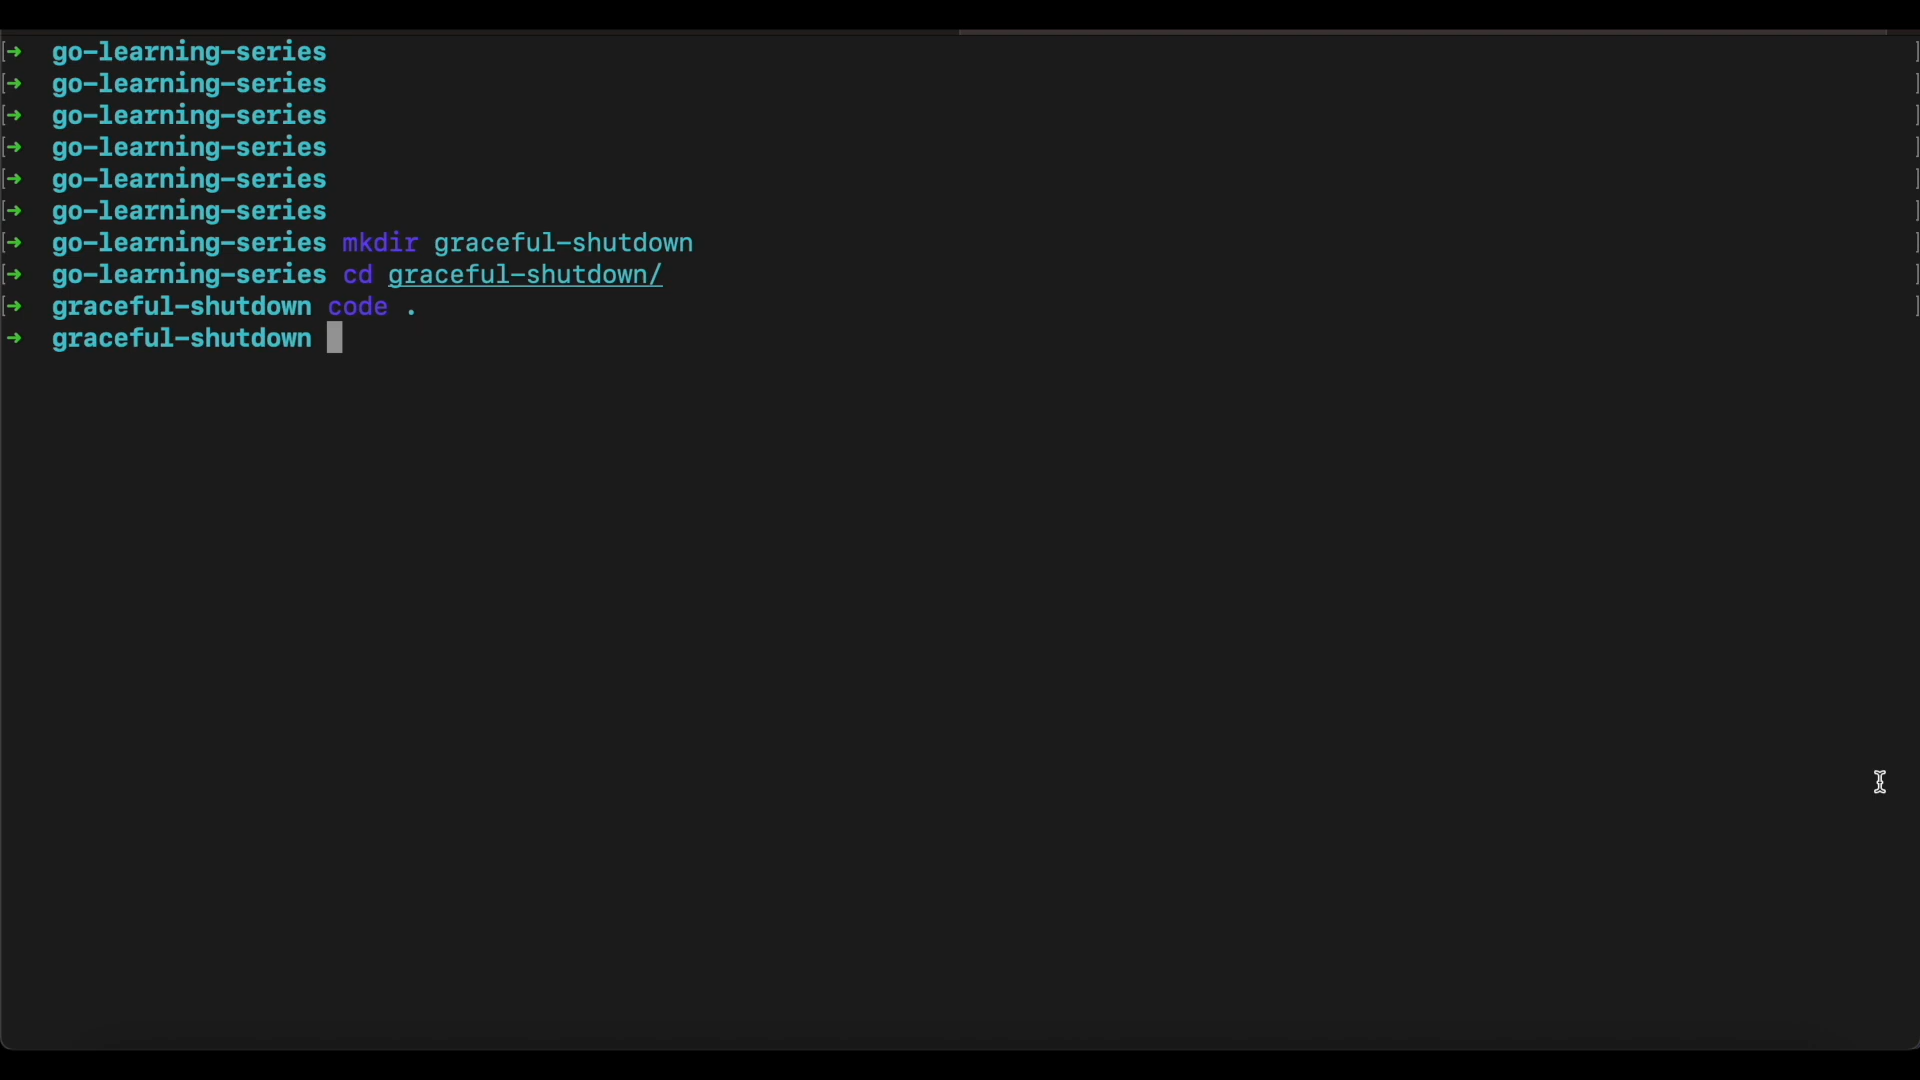 [→ go-learning-series ]
[→ go-learning-series ]
[→ go-learning-series ]
[→ go-learning-series ]
[→ go-learning-series ]
[→ go-learning-series ]
[→ go-learning-series mkdir graceful-shutdown ]
[→ go-learning-series cd graceful-shutdown/ ]
[→ graceful-shutdown code . ]
→ graceful-shutdown